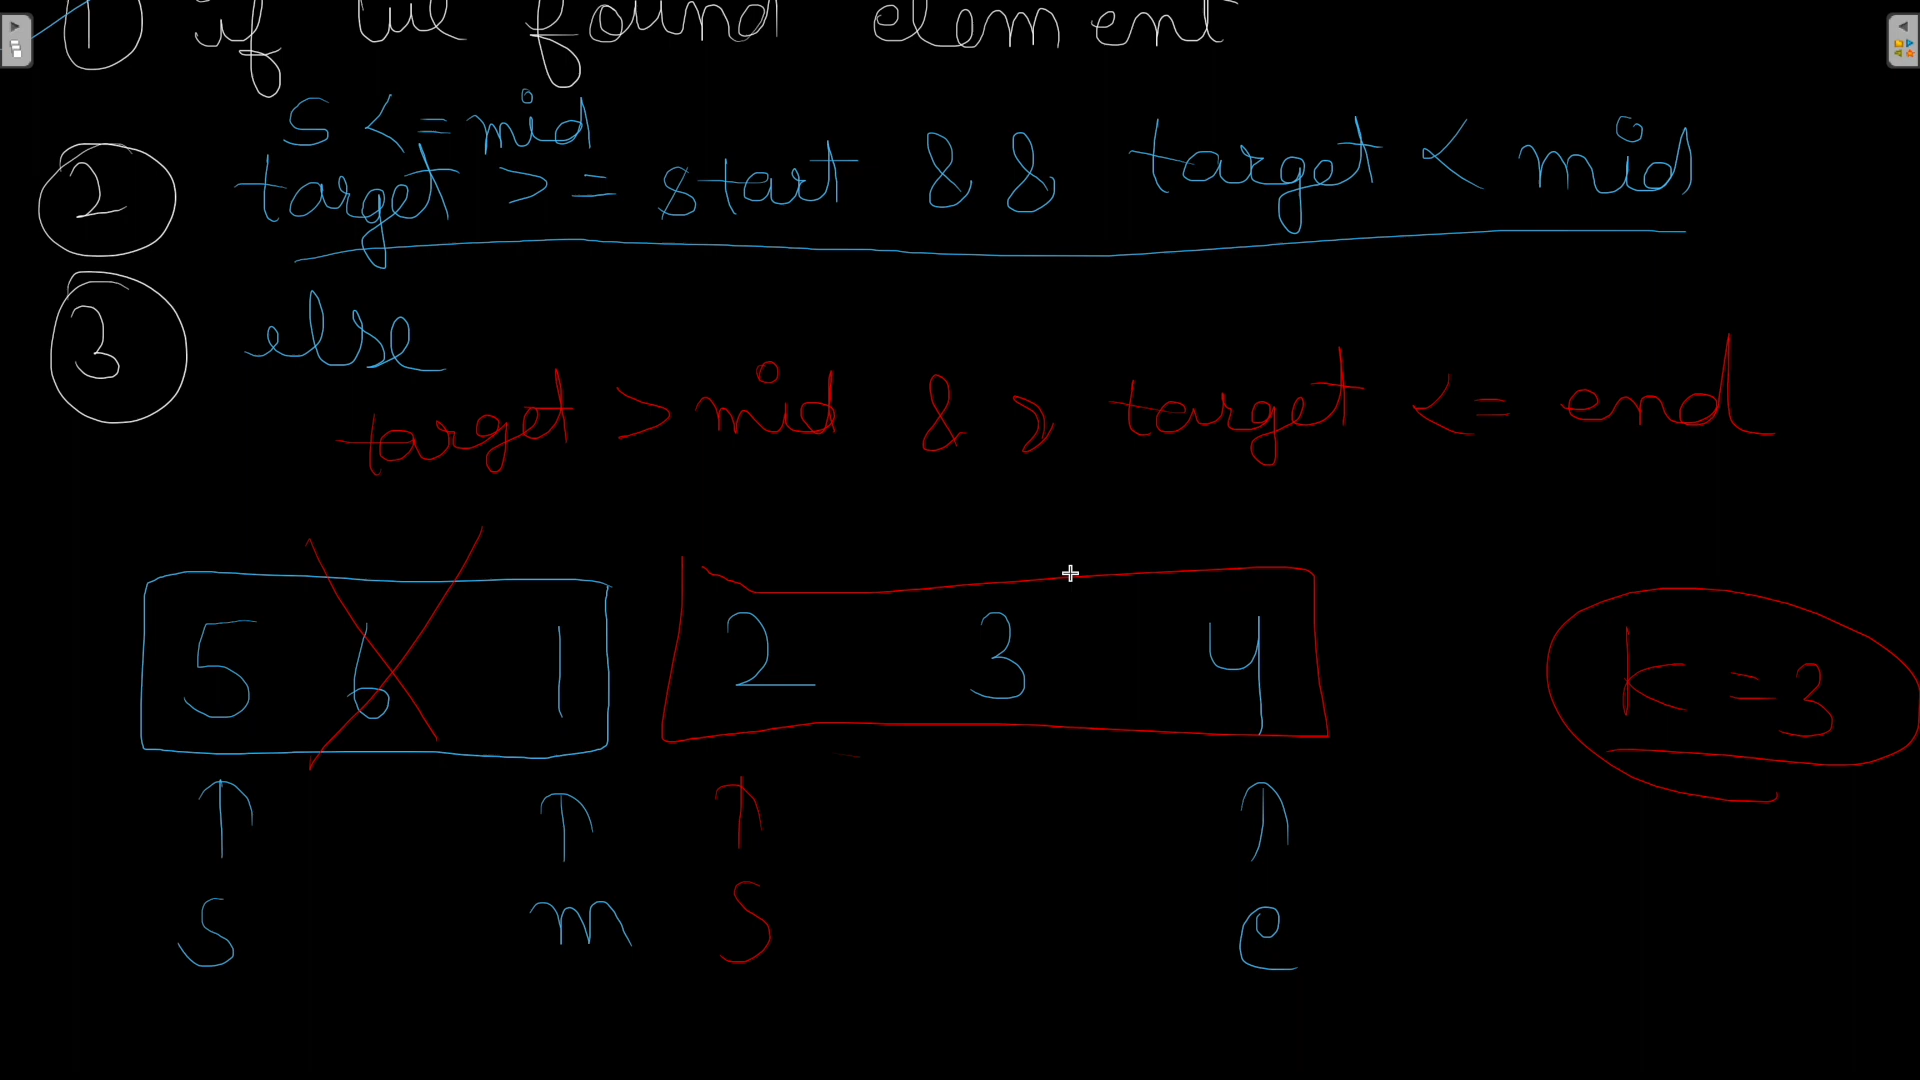 1 if we found element
s <= mid
2 target >= start && target < mid
3 else
target > mid && target <= end
5 6 1 2 3 4
k = 3
s m s e